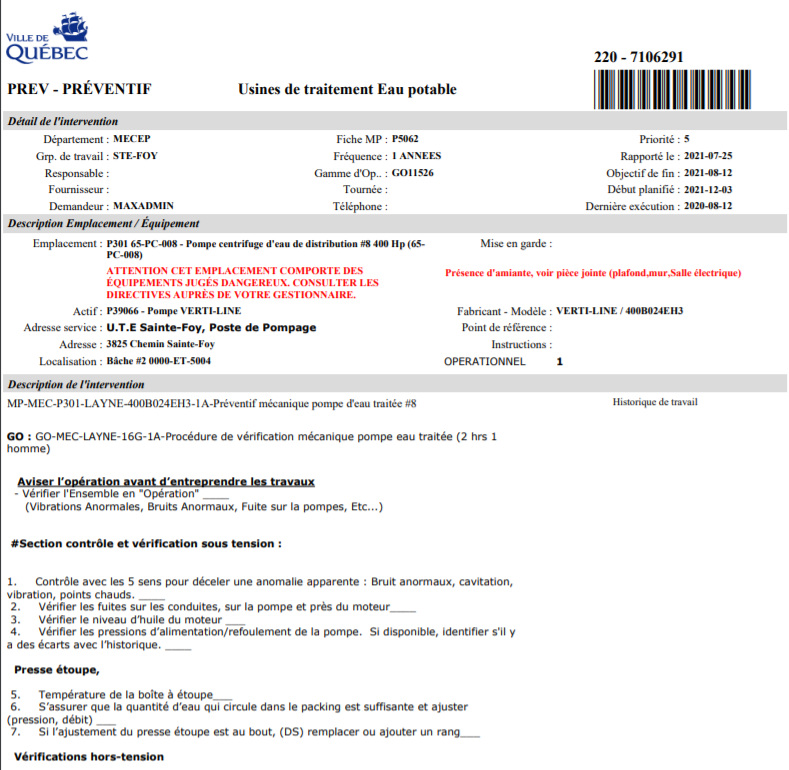 VILLE DE
QUÉBEC
220 - 7106291
PREV - PRÉVENTIF Usines de traitement Eau potable
Détail de l'intervention
Département : MECEP Fiche MP : P5062 Priorité : 5
Grp. de travail : STE-FOY Fréquence : 1 ANNEES Rapporté le : 2021-07-25
Responsable : Gamme d'Op.. : GO11526 Objectif de fin : 2021-08-12
Fournisseur : Tournée : Début planifié : 2021-12-03
Demandeur : MAXADMIN Téléphone : Dernière exécution : 2020-08-12
Description Emplacement / Équipement
Emplacement : P301 65-PC-008 - Pompe centrifuge d'eau de distribution #8 400 Hp (65- Mise en garde :
PC-008)
ATTENTION CET EMPLACEMENT COMPORTE DES Présence d'amiante, voir pièce jointe (plafond,mur,Salle électrique)
ÉQUIPEMENTS JUGÉS DANGEREUX. CONSULTER LES
DIRECTIVES AUPRÈS DE VOTRE GESTIONNAIRE.
Actif : P39066 - Pompe VERTI-LINE Fabricant - Modèle : VERTI-LINE / 400B024EH3
Adresse service : U.T.E Sainte-Foy, Poste de Pompage Point de référence :
Adresse : 3825 Chemin Sainte-Foy Instructions :
Localisation : Bâche #2 0000-ET-5004 OPERATIONNEL 1
Description de l'intervention
MP-MEC-P301-LAYNE-400B024EH3-1A-Préventif mécanique pompe d'eau traitée #8 Historique de travail
GO : GO-MEC-LAYNE-16G-1A-Procédure de vérification mécanique pompe eau traitée (2 hrs 1
homme)
Aviser l'opération avant d'entreprendre les travaux
- Vérifier l'Ensemble en "Opération" ____
(Vibrations Anormales, Bruits Anormaux, Fuite sur la pompes, Etc...)
#Section contrôle et vérification sous tension :
1. Contrôle avec les 5 sens pour déceler une anomalie apparente : Bruit anormaux, cavitation,
vibration, points chauds. ____
2. Vérifier les fuites sur les conduites, sur la pompe et près du moteur____
3. Vérifier le niveau d'huile du moteur ___
4. Vérifier les pressions d'alimentation/refoulement de la pompe. Si disponible, identifier s'il y
a des écarts avec l'historique. ____
Presse étoupe,
5. Température de la boîte à étoupe___
6. S'assurer que la quantité d'eau qui circule dans le packing est suffisante et ajuster
(pression, débit) ___
7. Si l'ajustement du presse étoupe est au bout, (DS) remplacer ou ajouter un rang___
Vérifications hors-tension